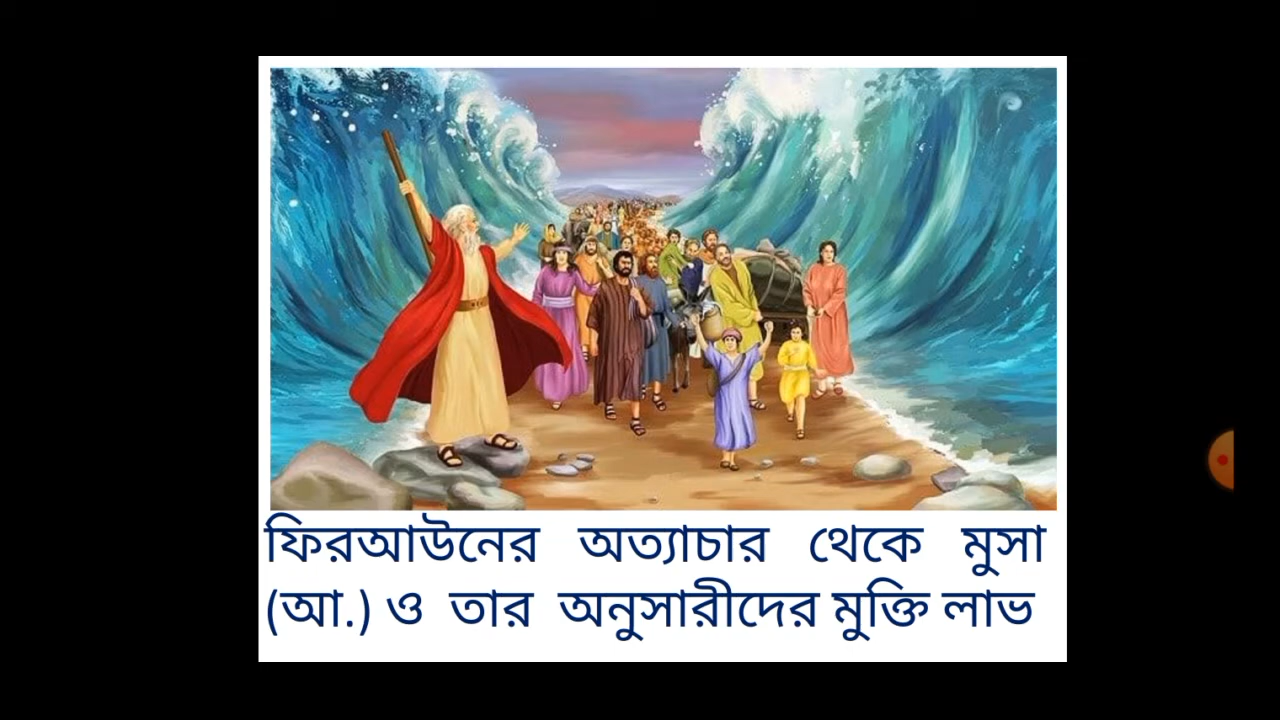 ফিরআউনের অত্যাচার থেকে মুসা
(আ.) ও তার অনুসারীদের মুক্তি লাভ